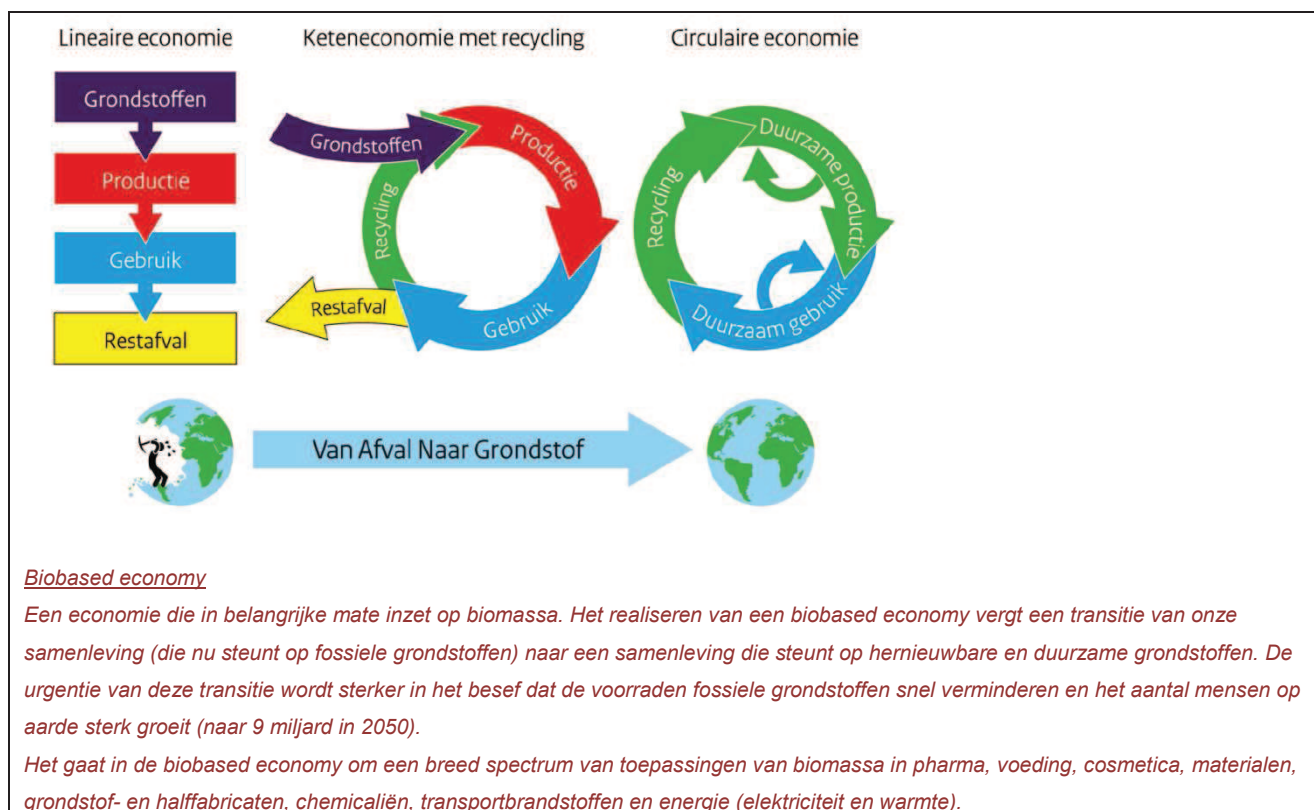 Lineaire economie
Keteneconomie met recycling
Circulaire economie
Grondstoffen
Productie
Gebruik
Restafval
Grondstoffen
Productie
Recycling
Restafval
Gebruik
Recycling
Duurzame productie
Duurzaam gebruik
Van Afval Naar Grondstof
Biobased economy
Een economie die in belangrijke mate inzet op biomassa. Het realiseren van een biobased economy vergt een transitie van onze
samenleving (die nu steunt op fossiele grondstoffen) naar een samenleving die steunt op hernieuwbare en duurzame grondstoffen. De
urgentie van deze transitie wordt sterker in het besef dat de voorraden fossiele grondstoffen snel verminderen en het aantal mensen op
aarde sterk groeit (naar 9 miljard in 2050).
Het gaat in de biobased economy om een breed spectrum van toepassingen van biomassa in pharma, voeding, cosmetica, materialen,
grondstof- en halffabricaten, chemicaliën, transportbrandstoffen en energie (elektriciteit en warmte).